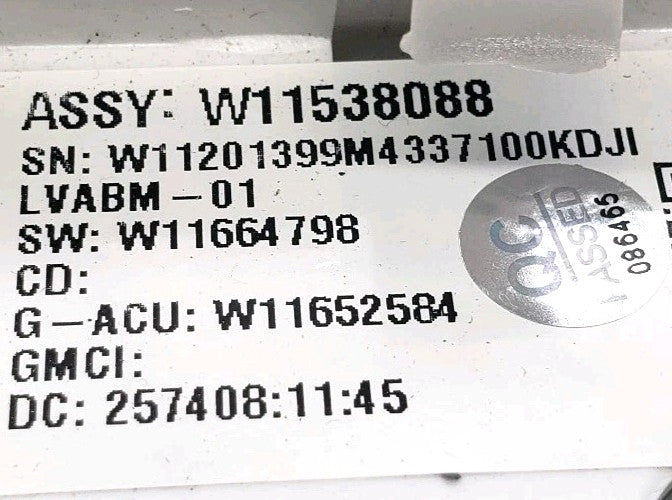 ASSY: W11538088
SN: W11201399M4337100KDJI
LVABM-01
SW: W11664798
CD:
G-ACU: W11652584
GMCI:
DC: 257408:11:45
QC
ASSED
086465